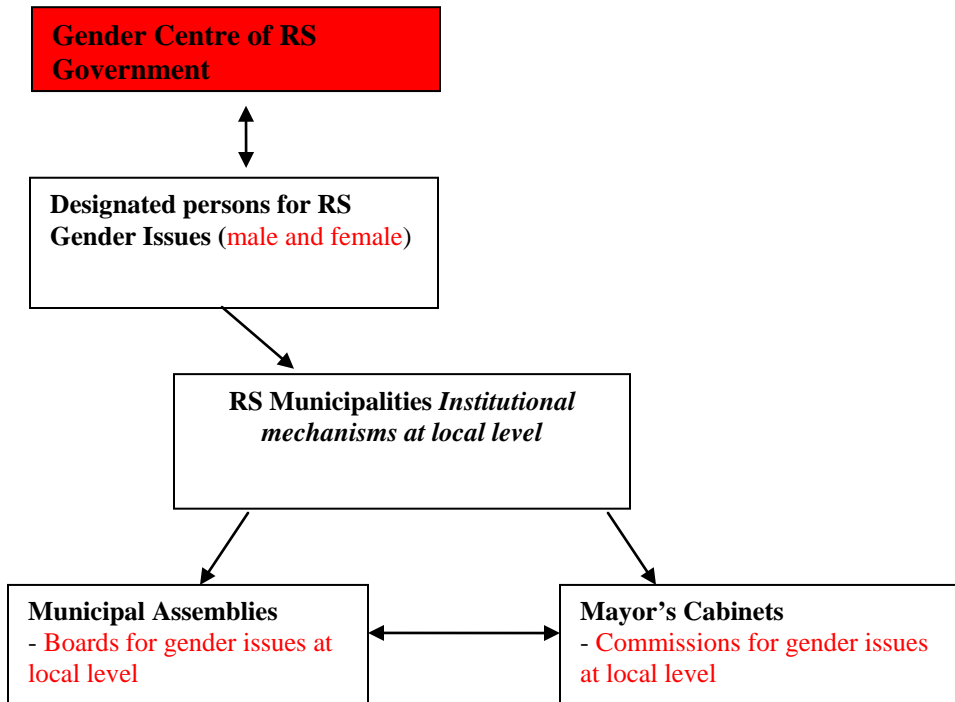 Gender Centre of RS
Government
Designated persons for RS
Gender Issues (male and female)
RS Municipalities Institutional
mechanisms at local level
Municipal Assemblies
- Boards for gender issues at
local level
Mayor’s Cabinets
- Commissions for gender issues
at local level